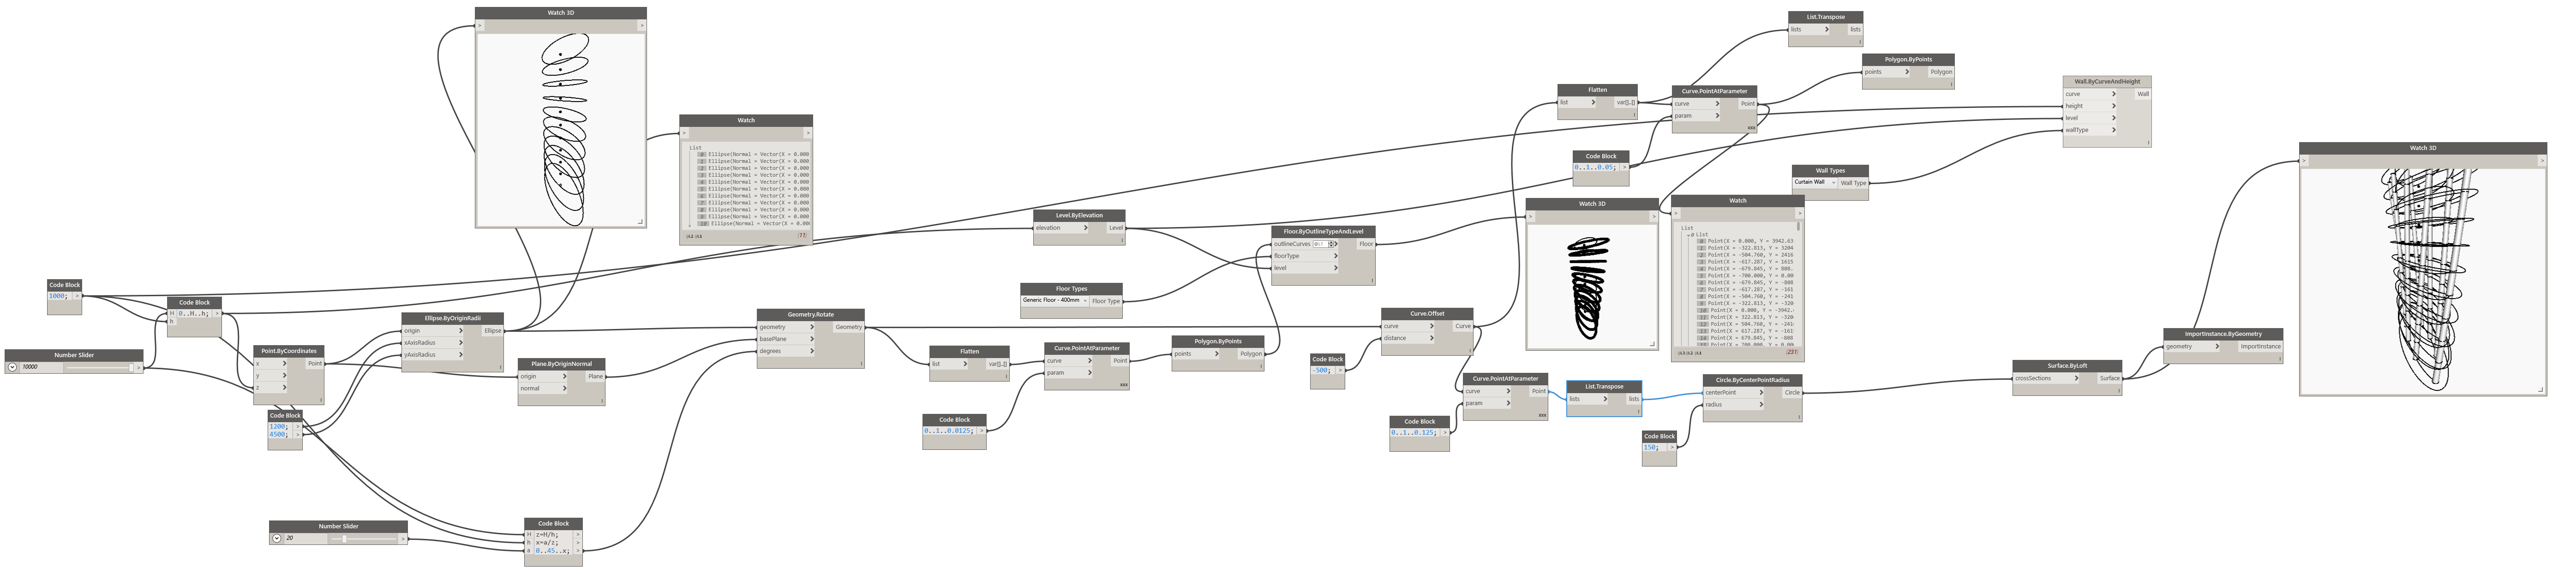 Code Block
1000; >
Number Slider
10000 >
Code Block
H 0..H..h; >
h
Point.ByCoordinates
x > Point
y >
z >
Code Block
1200; >
4500; >
Number Slider
20 >
Watch 3D
> >
Watch
> >
List
0 Ellipse(Normal = Vector(X = 0.000
1 Ellipse(Normal = Vector(X = 0.000
2 Ellipse(Normal = Vector(X = 0.000
3 Ellipse(Normal = Vector(X = 0.000
4 Ellipse(Normal = Vector(X = 0.000
5 Ellipse(Normal = Vector(X = 0.000
6 Ellipse(Normal = Vector(X = 0.000
7 Ellipse(Normal = Vector(X = 0.000
8 Ellipse(Normal = Vector(X = 0.000
9 Ellipse(Normal = Vector(X = 0.000
10 Ellipse(Normal = Vector(X = 0.00
{11}
Ellipse.ByOriginRadii
origin > Ellipse
xAxisRadius >
yAxisRadius >
Plane.ByOriginNormal
origin > Plane
normal >
Code Block
H z=H/h; >
h x=a/z; >
a 0..45..x; >
Geometry.Rotate
geometry > Geometry
basePlane >
degrees >
Flatten
list > var[]..[]
Code Block
0..1..0.0125; >
Level.ByElevation
elevation > Level
Floor Types
Generic Floor - 400mm Floor Type
Curve.PointAtParameter
curve > Point
param >
xxx
Polygon.ByPoints
points > Polygon
Floor.ByOutlineTypeAndLevel
outlineCurves > Floor
floorType >
level >
Code Block
-500; >
Curve.Offset
curve > Curve
distance >
Code Block
0..1..0.125; >
Curve.PointAtParameter
curve > Point
param >
xxx
List.Transpose
lists > lists
Code Block
150; >
Circle.ByCenterPointRadius
centerPoint > Circle
radius >
Watch 3D
> >
Flatten
list > var[]..[]
Code Block
0..1..0.05; >
Curve.PointAtParameter
curve > Point
param >
xxx
Watch
> >
List
0 List
0 Point(X = 0.000, Y = 3942.63
1 Point(X = -322.813, Y = 3204
2 Point(X = -504.760, Y = 2416
3 Point(X = -617.287, Y = 1615
4 Point(X = -679.845, Y = 808.
5 Point(X = -700.000, Y = 0.00
6 Point(X = -679.845, Y = -808
7 Point(X = -617.287, Y = -161
8 Point(X = -504.760, Y = -241
9 Point(X = -322.813, Y = -320
10 Point(X = 0.000, Y = -3942.
11 Point(X = 322.813, Y = -320
12 Point(X = 504.760, Y = -241
13 Point(X = 617.287, Y = -161
14 Point(X = 679.845, Y = -808
15 Point(X = 700.000, Y = 0.00
{231}
List.Transpose
lists > lists
Polygon.ByPoints
points > Polygon
Wall Types
Curtain Wall Wall Type
Wall.ByCurveAndHeight
curve > Wall
height >
level >
wallType >
Surface.ByLoft
crossSections > Surface
ImportInstance.ByGeometry
geometry > ImportInstance
Watch 3D
> >